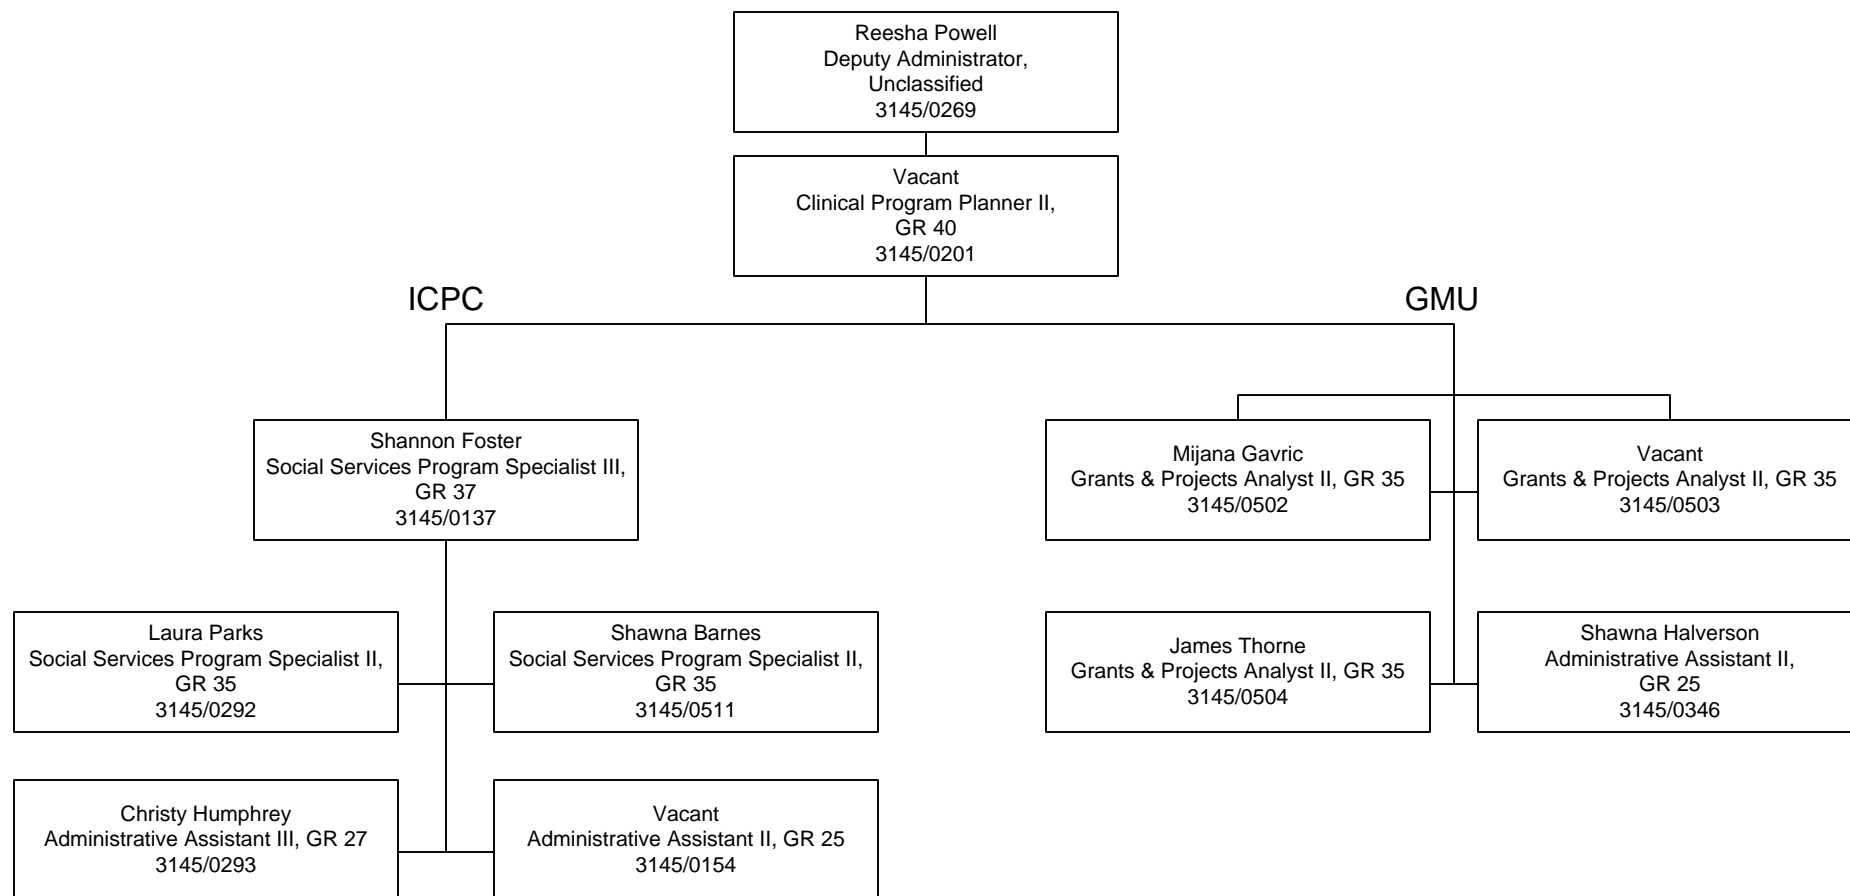 Reesha Powell
Deputy Administrator,
Unclassified
3145/0269
Vacant
Clinical Program Planner II,
GR 40
3145/0201
ICPC
GMU
Shannon Foster
Social Services Program Specialist III,
GR 37
3145/0137
Mijana Gavric
Grants & Projects Analyst II, GR 35
3145/0502
Vacant
Grants & Projects Analyst II, GR 35
3145/0503
Laura Parks
Social Services Program Specialist II,
GR 35
3145/0292
Shawna Barnes
Social Services Program Specialist II,
GR 35
3145/0511
James Thorne
Grants & Projects Analyst II, GR 35
3145/0504
Shawna Halverson
Administrative Assistant II,
GR 25
3145/0346
Christy Humphrey
Administrative Assistant III, GR 27
3145/0293
Vacant
Administrative Assistant II, GR 25
3145/0154